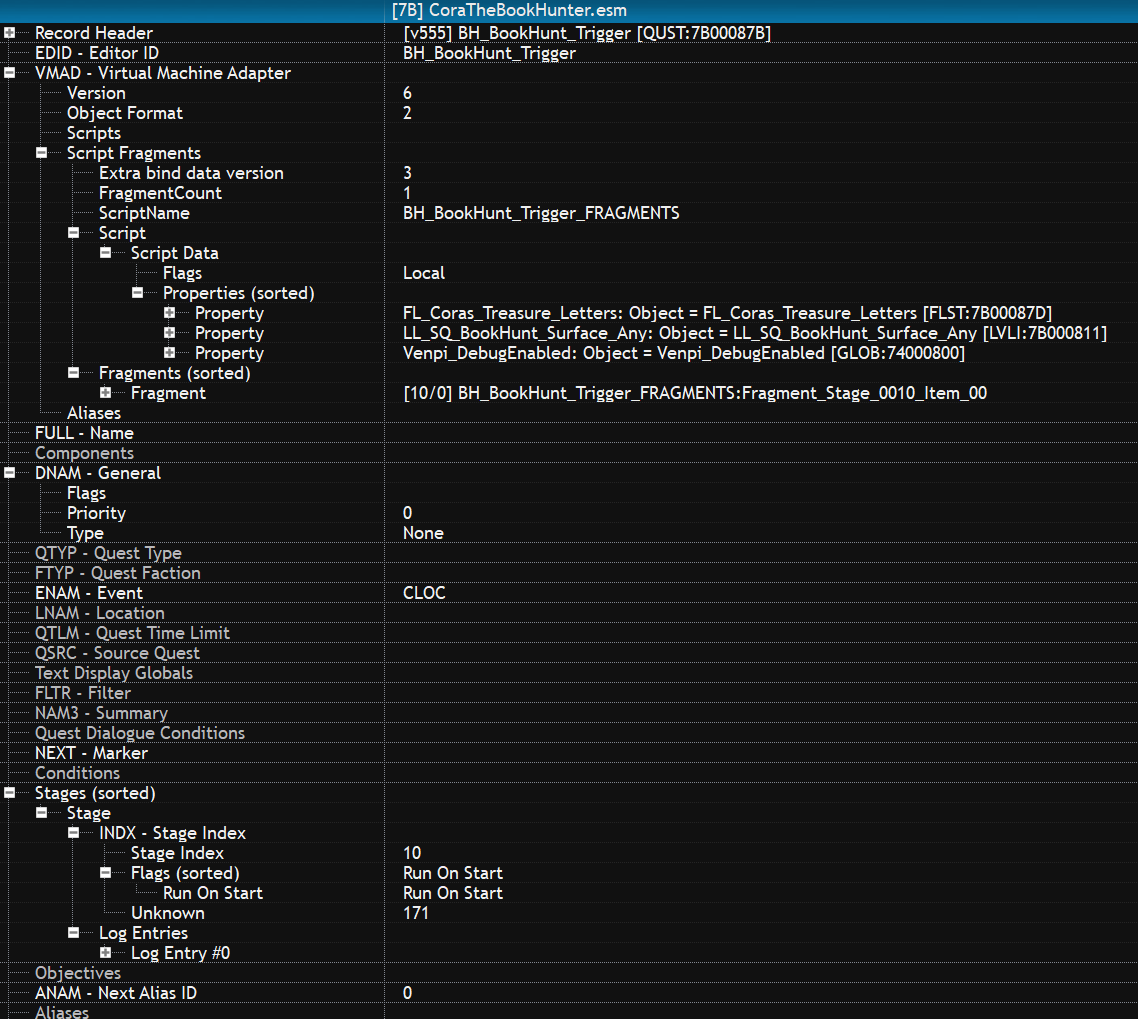 [7B] CoraTheBookHunter.esm
Record Header [v555] BH_BookHunt_Trigger [QUST:7B00087B]
EDID - Editor ID BH_BookHunt_Trigger
VMAD - Virtual Machine Adapter
Version 6
Object Format 2
Scripts
Script Fragments
Extra bind data version 3
FragmentCount 1
ScriptName BH_BookHunt_Trigger_FRAGMENTS
Script
Script Data
Flags Local
Properties (sorted)
Property FL_Coras_Treasure_Letters: Object = FL_Coras_Treasure_Letters [FLST:7B00087D]
Property LL_SQ_BookHunt_Surface_Any: Object = LL_SQ_BookHunt_Surface_Any [LVLI:7B000811]
Property Venpi_DebugEnabled: Object = Venpi_DebugEnabled [GLOB:74000800]
Fragments (sorted)
Fragment [10/0] BH_BookHunt_Trigger_FRAGMENTS:Fragment_Stage_0010_Item_00
Aliases
FULL - Name
Components
DNAM - General
Flags
Priority 0
Type None
QTYP - Quest Type
FTYP - Quest Faction
ENAM - Event CLOC
LNAM - Location
QTLM - Quest Time Limit
QSRC - Source Quest
Text Display Globals
FLTR - Filter
NAM3 - Summary
Quest Dialogue Conditions
NEXT - Marker
Conditions
Stages (sorted)
Stage
INDX - Stage Index
Stage Index 10
Flags (sorted) Run On Start
Run On Start Run On Start
Unknown 171
Log Entries
Log Entry #0
Objectives
ANAM - Next Alias ID 0
Aliases